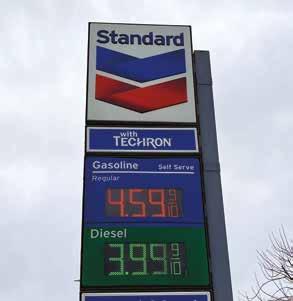 Standard
with
TECHRON
Gasoline Self Serve
Regular
4.59 9/10
Diesel
3.99 9/10